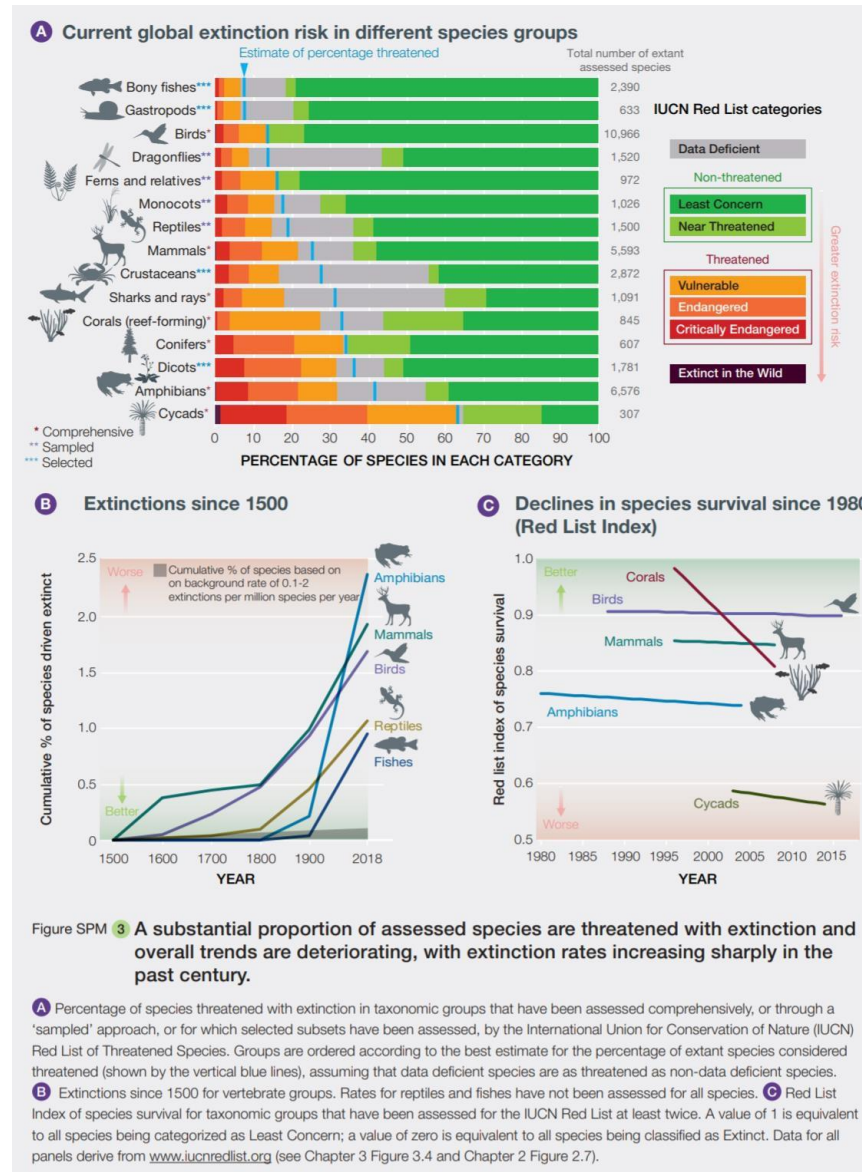 A Current global extinction risk in different species groups
Estimate of percentage threatened
Total number of extant
assessed species
Bony fishes*** 2,390
Gastropods*** 633
Birds* 10,966
Dragonflies** 1,520
Ferns and relatives** 972
Monocots** 1,026
Reptiles** 1,500
Mammals* 5,593
Crustaceans*** 2,872
Sharks and rays* 1,091
Corals (reef-forming)* 845
Conifers* 607
Dicots*** 1,781
Amphibians* 6,576
Cycads* 307
0 10 20 30 40 50 60 70 80 90 100
PERCENTAGE OF SPECIES IN EACH CATEGORY
* Comprehensive
** Sampled
*** Selected
IUCN Red List categories
Data Deficient
Non-threatened
Least Concern
Near Threatened
Threatened
Vulnerable
Endangered
Critically Endangered
Extinct in the Wild
Greater extinction risk
B Extinctions since 1500
Cumulative % of species driven extinct
2.5
2.0
1.5
1.0
0.5
0
Worse
Cumulative % of species based on
on background rate of 0.1-2
extinctions per million species per year
Amphibians
Mammals
Birds
Reptiles
Fishes
Better
1500 1600 1700 1800 1900 2018
YEAR
C Declines in species survival since 1980
(Red List Index)
Red list index of species survival
1.0
0.9
0.8
0.7
0.6
0.5
Better
Corals
Birds
Mammals
Amphibians
Cycads
Worse
1980 1985 1990 1995 2000 2005 2010 2015
YEAR
Figure SPM 3 A substantial proportion of assessed species are threatened with extinction and
overall trends are deteriorating, with extinction rates increasing sharply in the
past century.
A Percentage of species threatened with extinction in taxonomic groups that have been assessed comprehensively, or through a
‘sampled’ approach, or for which selected subsets have been assessed, by the International Union for Conservation of Nature (IUCN)
Red List of Threatened Species. Groups are ordered according to the best estimate for the percentage of extant species considered
threatened (shown by the vertical blue lines), assuming that data deficient species are as threatened as non-data deficient species.
B Extinctions since 1500 for vertebrate groups. Rates for reptiles and fishes have not been assessed for all species. C Red List
Index of species survival for taxonomic groups that have been assessed for the IUCN Red List at least twice. A value of 1 is equivalent
to all species being categorized as Least Concern; a value of zero is equivalent to all species being classified as Extinct. Data for all
panels derive from www.iucnredlist.org (see Chapter 3 Figure 3.4 and Chapter 2 Figure 2.7).